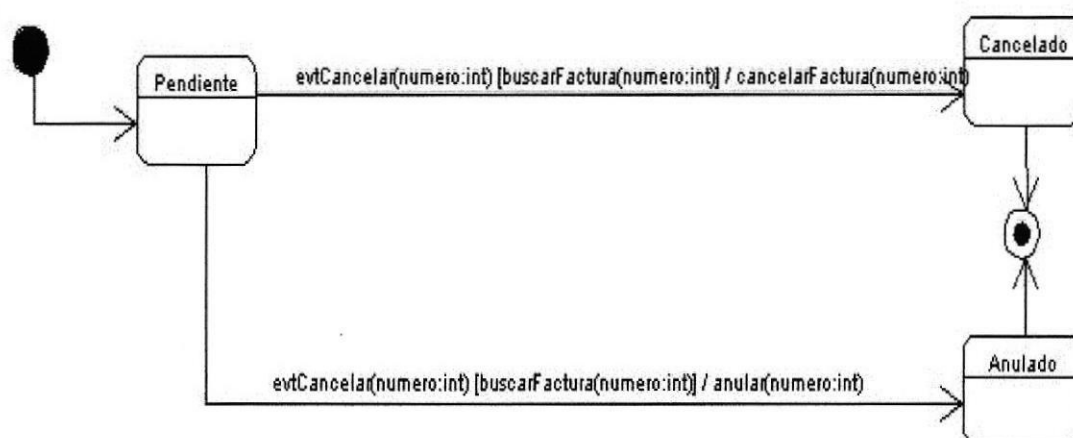 Cancelado
Pendiente
evtCancelar(numero:int) [buscarFactura(numero:int)] / cancelarFactura(numero:int)
Anulado
evtCancelar(numero:int) [buscarFactura(numero:int)] / anular(numero:int)